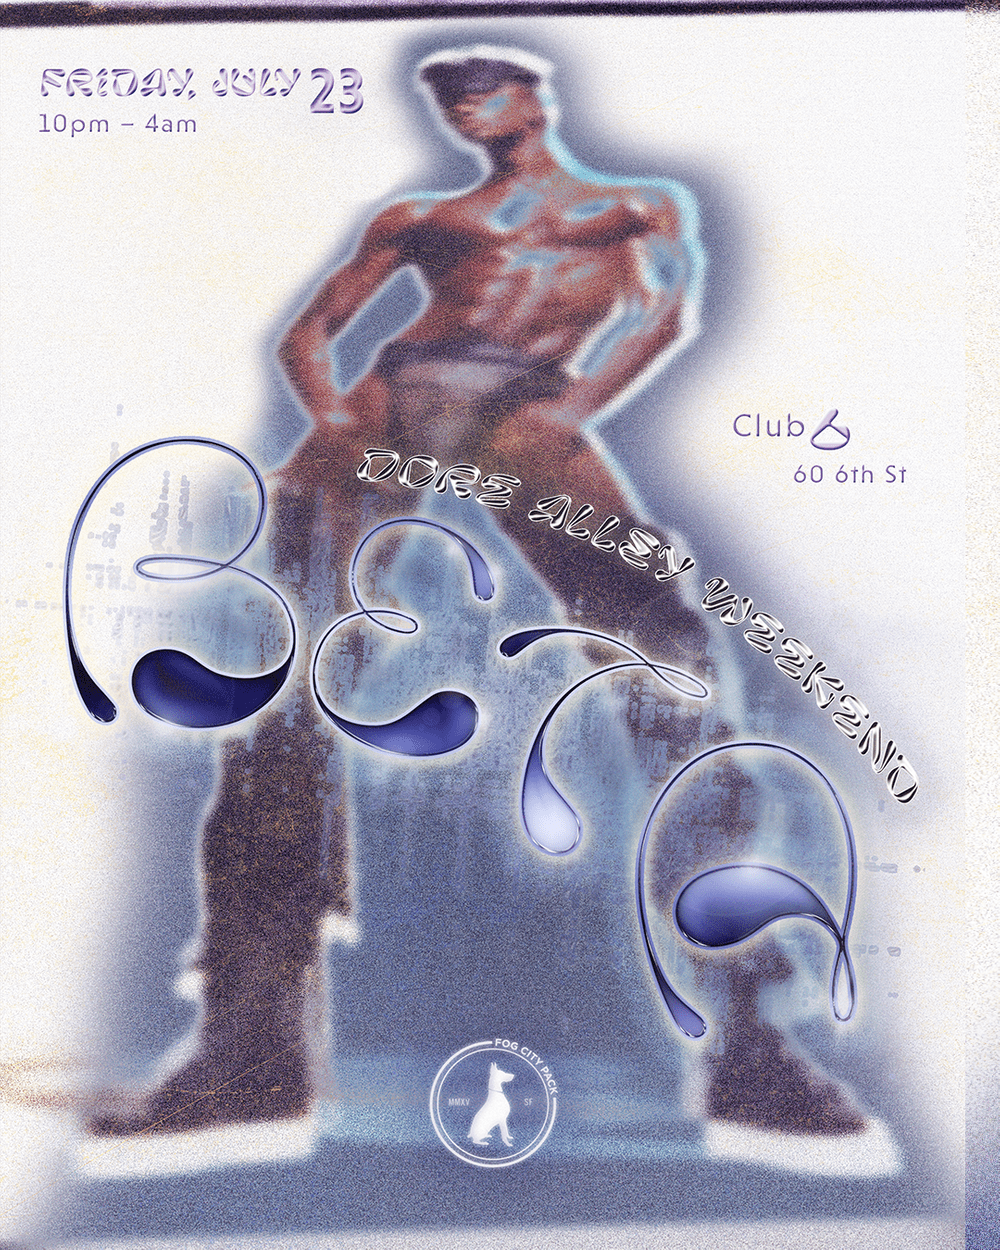 FRIDAY, JULY 23
10pm – 4am
Club 6
60 6th St
DORE ALLEY WEEKEND
BETA
FOG CITY PACK
MMXV SF